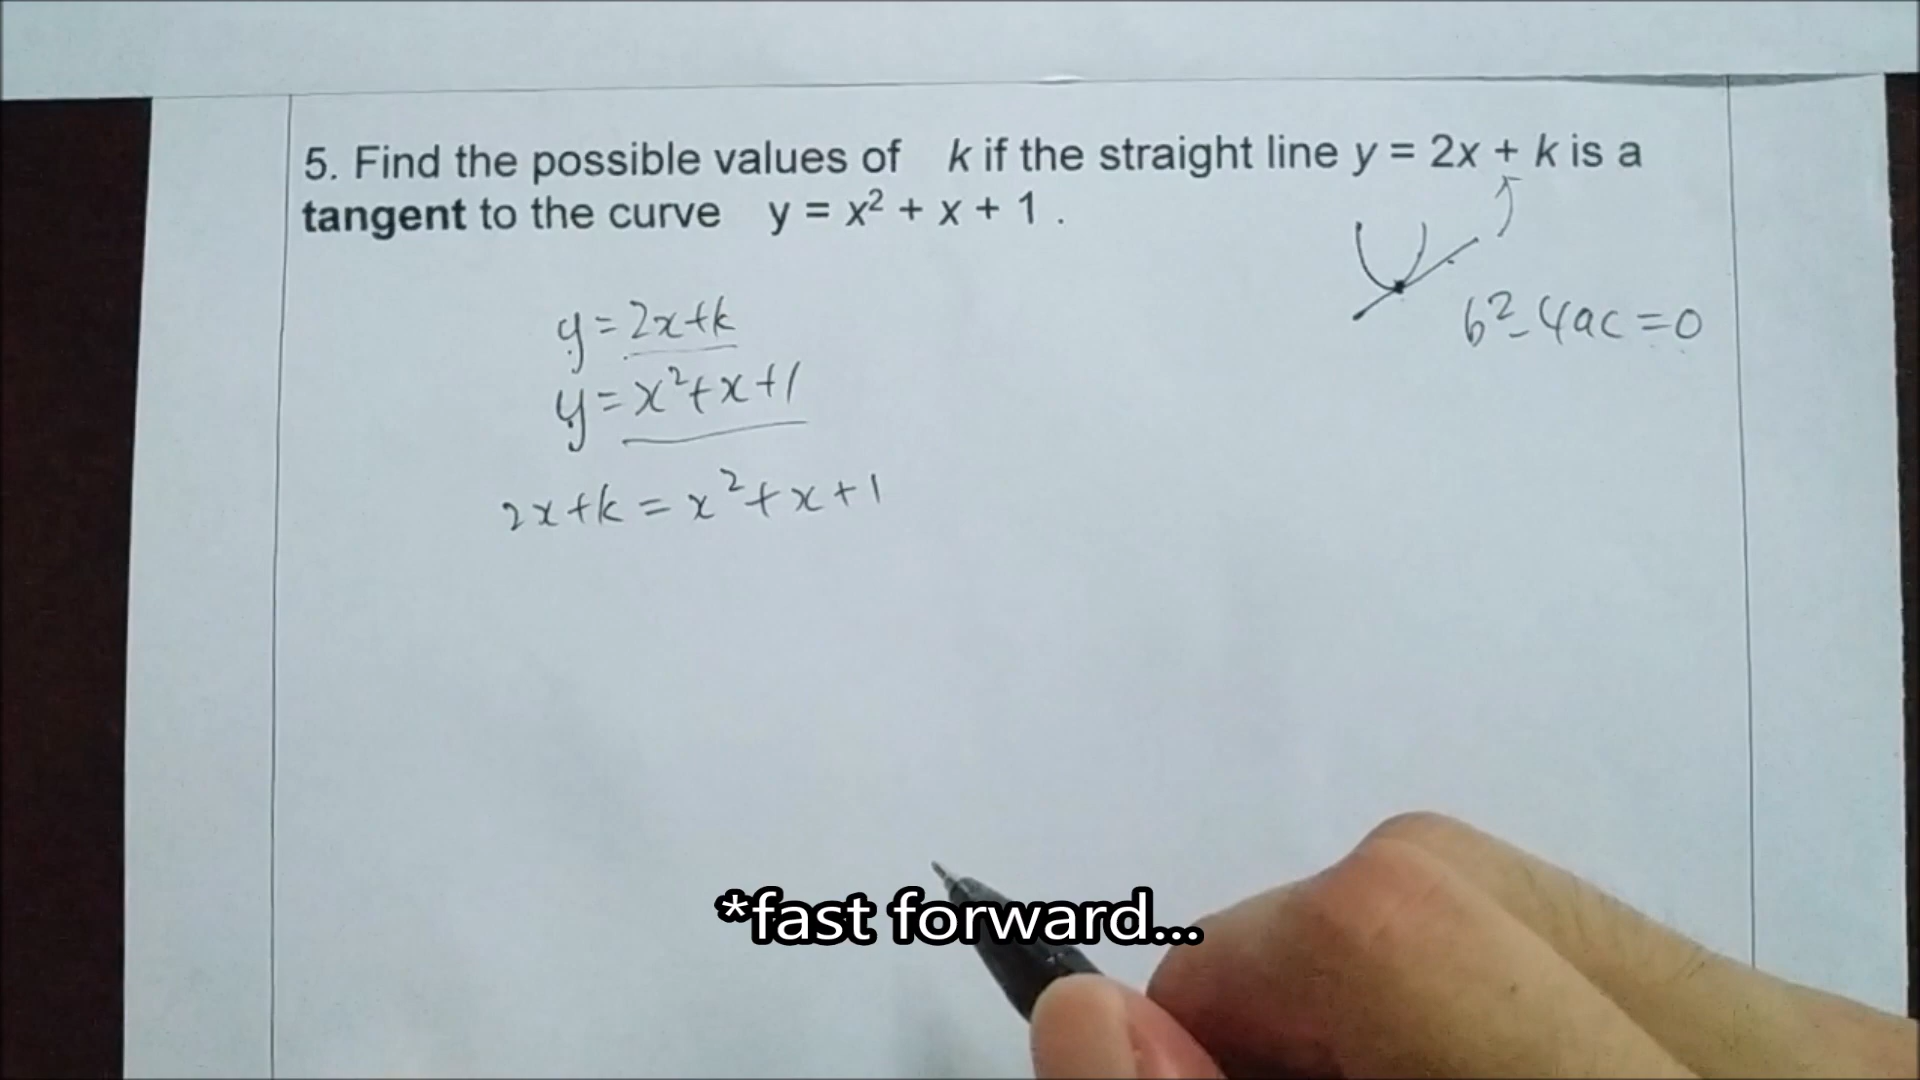 5. Find the possible values of k if the straight line y = 2x + k is a
tangent to the curve y = x² + x + 1 .
b²-4ac=0
y=2x+k
y=x²+x+1
2x+k=x²+x+1
*fast forward...